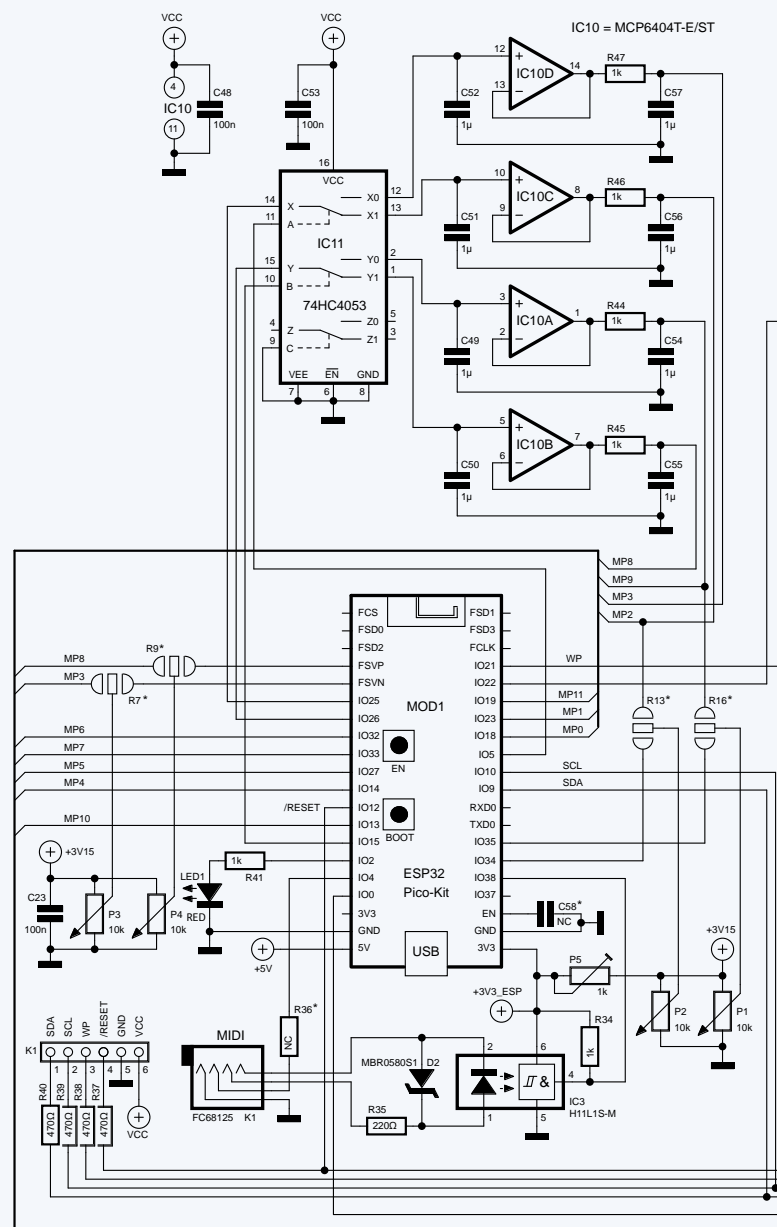 VCC
VCC
IC10 = MCP6404T-E/ST
4
IC10
11
C48
100n
C53
100n
16
VCC
14
X
11
A
X0
12
X1
13
IC11
15
Y
10
B
Y0
2
Y1
1
74HC4053
4
Z
9
C
Z0
5
Z1
3
VEE
EN
GND
7
6
8
12
13
IC10D
14
R47
1k
C52
1µ
C57
1µ
10
9
IC10C
8
R46
1k
C51
1µ
C56
1µ
3
2
IC10A
1
R44
1k
C49
1µ
C54
1µ
5
6
IC10B
7
R45
1k
C50
1µ
C55
1µ
MP8
MP9
MP3
MP2
FCS
FSD0
FSD2
FSVP
FSVN
IO25
IO26
IO32
IO33
IO27
IO14
IO12
IO13
IO15
IO2
IO4
IO0
3V3
GND
5V
FSD1
FSD3
FCLK
IO21
IO22
IO19
IO23
IO18
IO5
IO10
IO9
RXD0
TXD0
IO35
IO34
IO38
IO37
EN
GND
3V3
MOD1
EN
BOOT
ESP32
Pico-Kit
USB
MP8
R9*
MP3
R7*
MP6
MP7
MP5
MP4
/RESET
MP10
WP
MP11
MP1
MP0
SCL
SDA
R13*
R16*
+3V15
C23
100n
P3
10k
P4
10k
LED1
RED
1k
R41
+5V
C58*
NC
P5
1k
+3V15
P2
10k
P1
10k
+3V3_ESP
R34
1k
R36*
NC
MIDI
FC68125
K1
MBR0580S1
D2
R35
220Ω
2
1
6
4
5
&
IC3
H11L1S-M
SDA
SCL
WP
/RESET
GND
VCC
K1
1
2
3
4
5
6
R40
470Ω
R39
470Ω
R38
470Ω
R37
470Ω
VCC